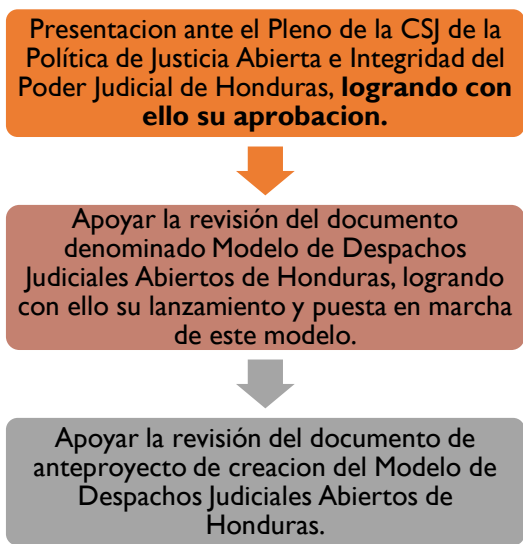 Presentacion ante el Pleno de la CSJ de la
Política de Justicia Abierta e Integridad del
Poder Judicial de Honduras, logrando con
ello su aprobacion.
Apoyar la revisión del documento
denominado Modelo de Despachos
Judiciales Abiertos de Honduras, logrando
con ello su lanzamiento y puesta en marcha
de este modelo.
Apoyar la revisión del documento de
anteproyecto de creacion del Modelo de
Despachos Judiciales Abiertos de
Honduras.